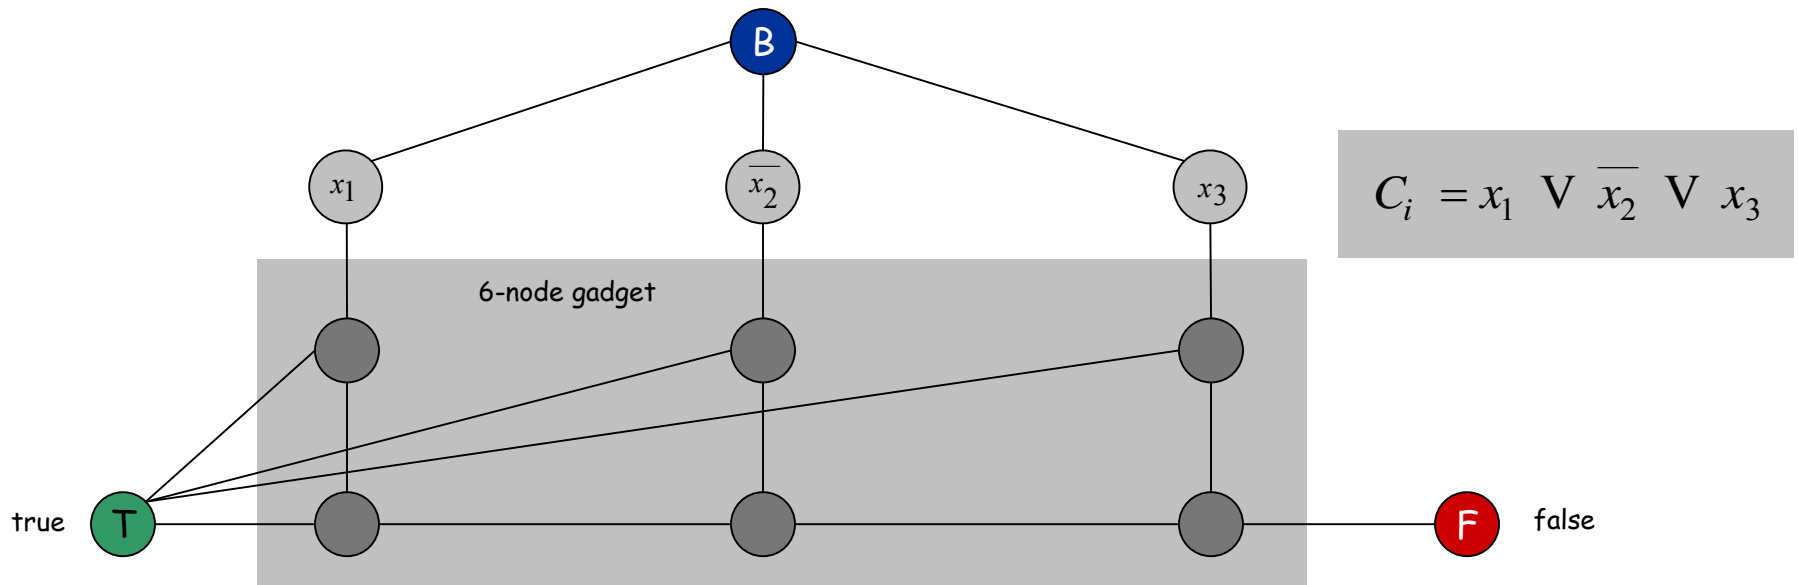 B
x₁
x̅₂
x₃
Cᵢ = x₁ V x̅₂ V x₃
6-node gadget
true
T
F
false